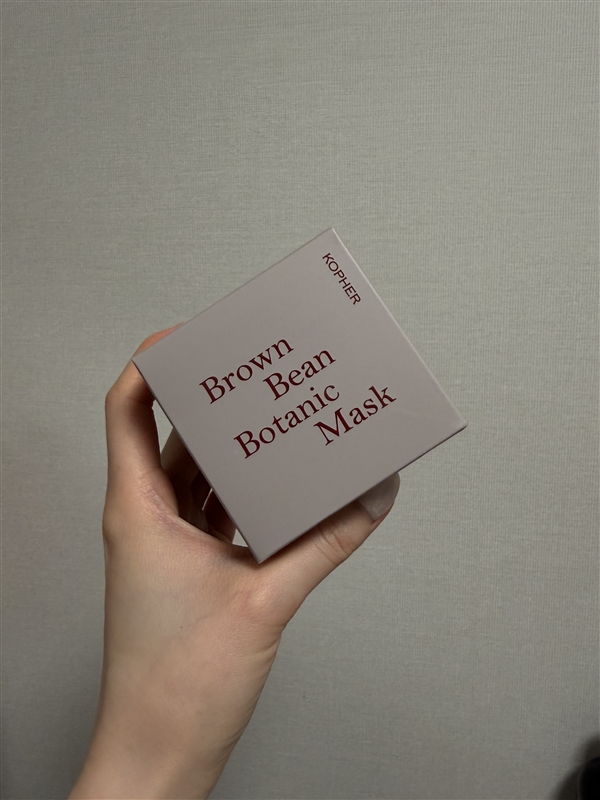 KOPHER
Brown
Bean
Botanic
Mask